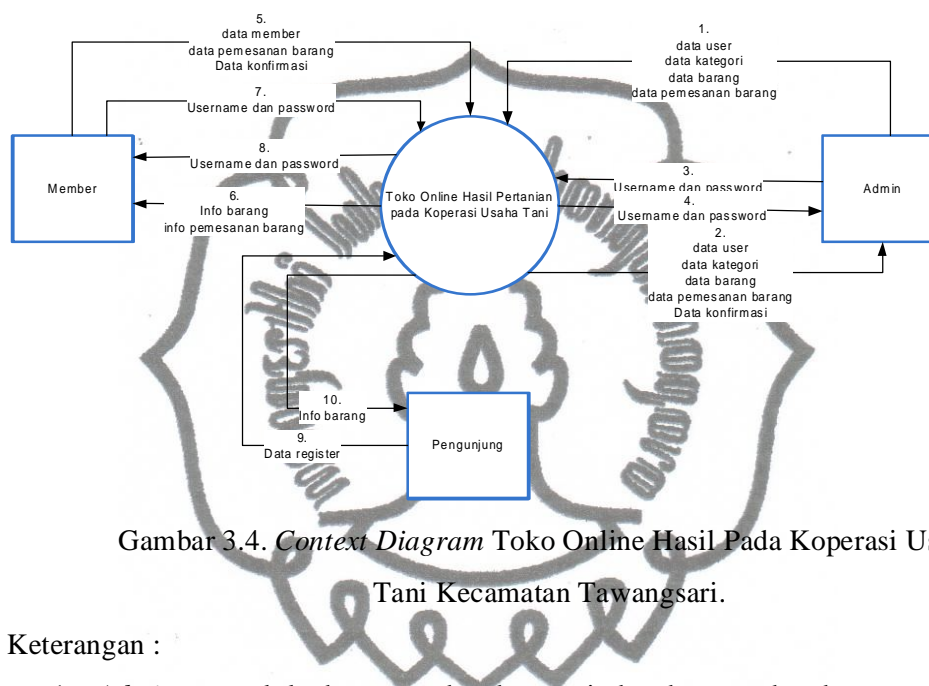 5.
data member
data pemesanan barang
Data konfirmasi
1.
data user
data kategori
data barang
data pemesanan barang
7.
Username dan password
8.
Username dan password
6.
Info barang
info pemesanan barang
Member
Toko Online Hasil Pertanian
pada Koperasi Usaha Tani
3.
Username dan password
4.
Username dan password
2.
data user
data kategori
data barang
data pemesanan barang
Data konfirmasi
Admin
10.
Info barang
9.
Data register
Pengunjung
Gambar 3.4. Context Diagram Toko Online Hasil Pada Koperasi Us
Tani Kecamatan Tawangsari.
Keterangan :